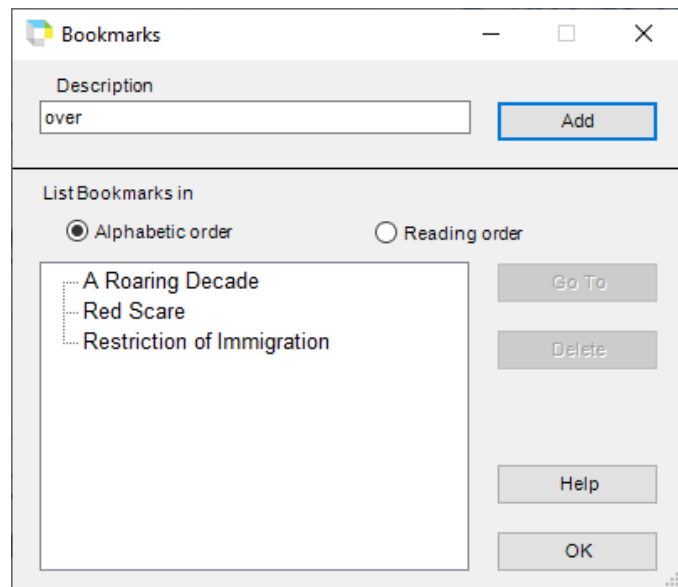 Bookmarks
Description
over
Add
List Bookmarks in
Alphabetic order
Reading order
A Roaring Decade
Red Scare
Restriction of Immigration
Go To
Delete
Help
OK